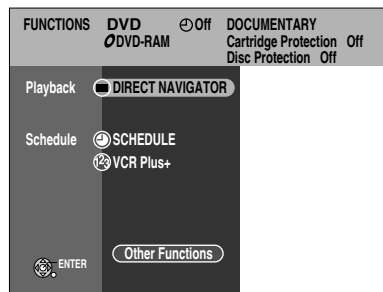 FUNCTIONS DVD Off DOCUMENTARY
DVD-RAM Cartridge Protection Off
Disc Protection Off
Playback DIRECT NAVIGATOR
Schedule SCHEDULE
123 VCR Plus+
Other Functions
ENTER